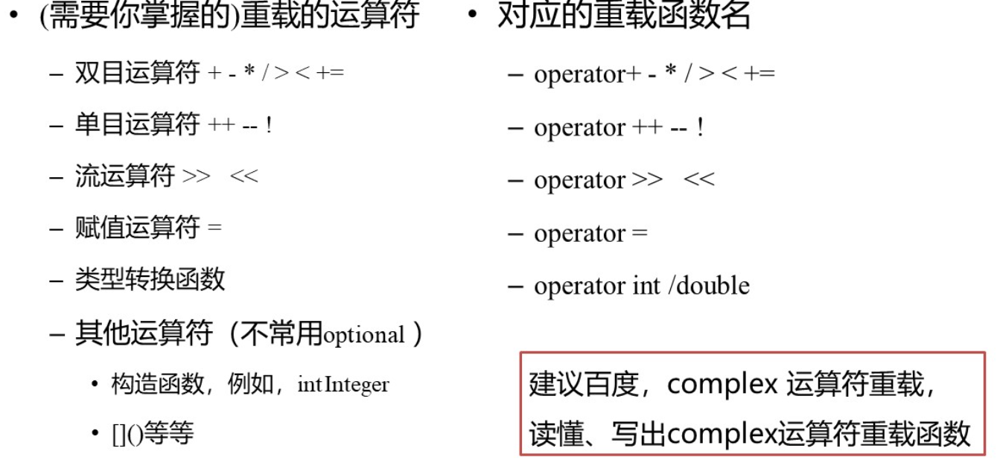 • (需要你掌握的)重载的运算符
– 双目运算符 + - * / > < +=
– 单目运算符 ++ -- !
– 流运算符 >> <<
– 赋值运算符 =
– 类型转换函数
– 其他运算符（不常用optional ）
• 构造函数，例如，intInteger
• []()等等
• 对应的重载函数名
– operator+ - * / > < +=
– operator ++ -- !
– operator >> <<
– operator =
– operator int /double
建议百度，complex 运算符重载，
读懂、写出complex运算符重载函数